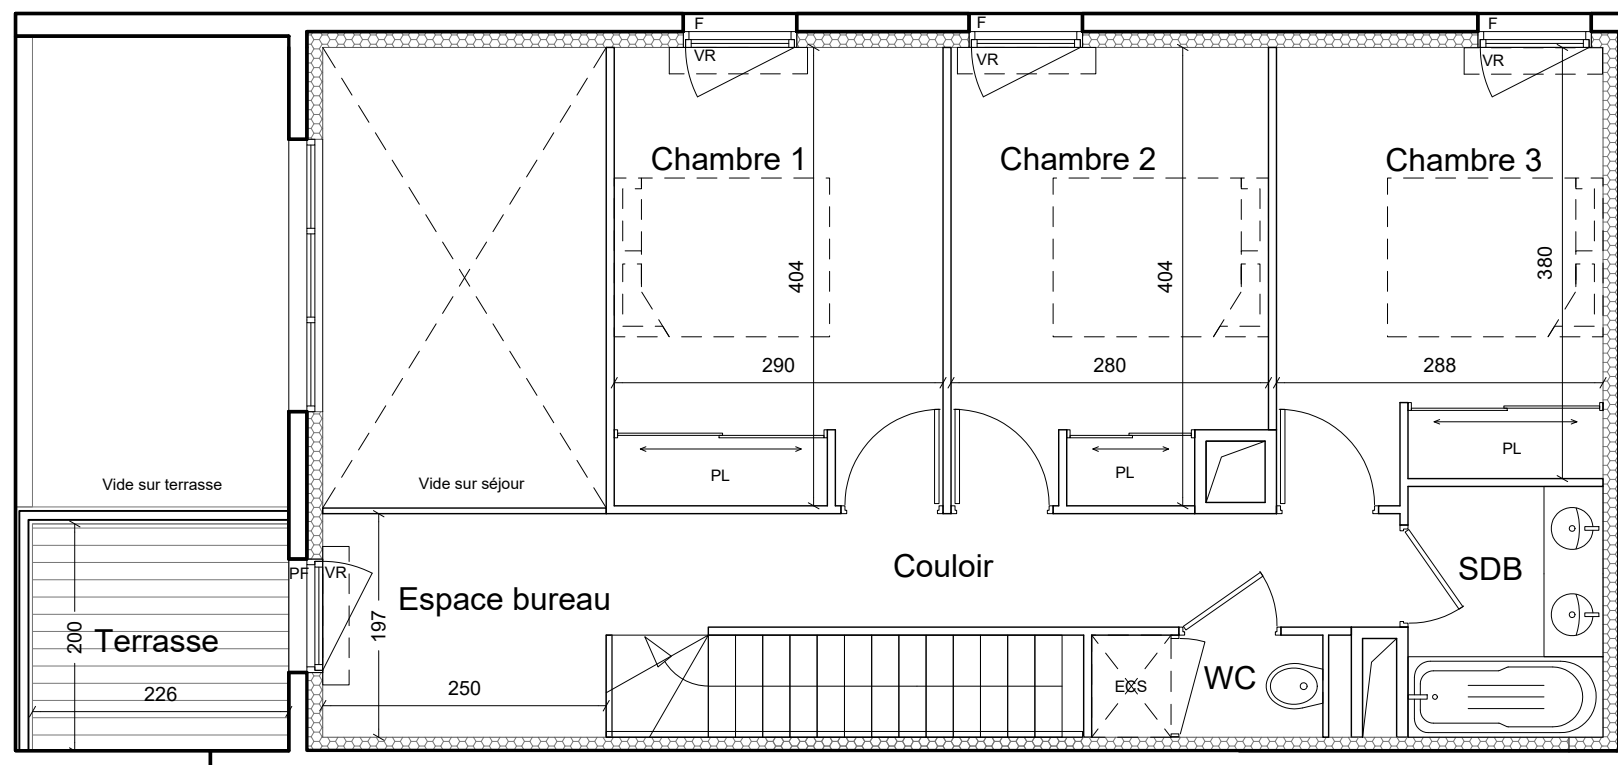 F
F
F
VR
VR
VR
Chambre 1
Chambre 2
Chambre 3
404
404
380
290
280
288
PL
PL
PL
Vide sur terrasse
Vide sur séjour
Couloir
SDB
PF
VR
Espace bureau
197
200
Terrasse
226
250
ECS
WC